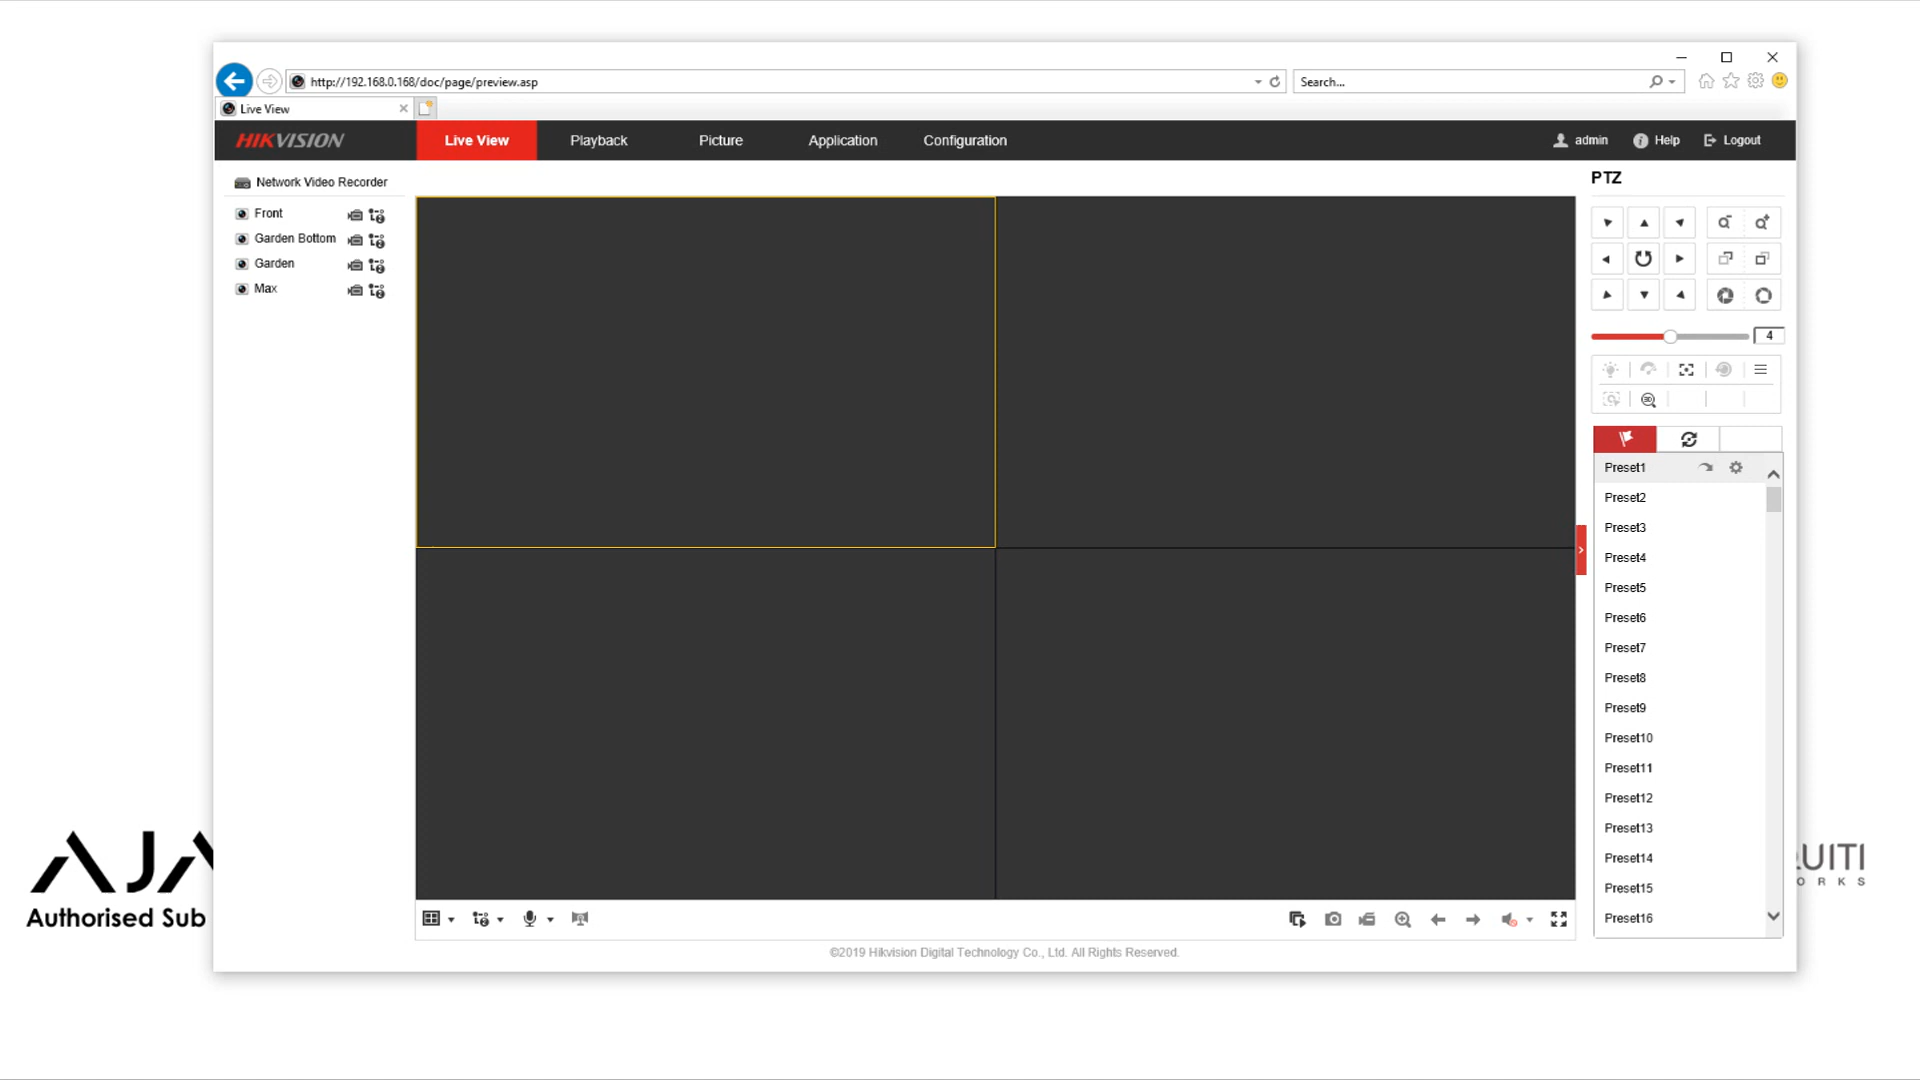 http://192.168.0.168/doc/page/preview.asp
Search...
Live View
HIKVISION
Live View
Playback
Picture
Application
Configuration
admin
Help
Logout
Network Video Recorder
Front
Garden Bottom
Garden
Max
PTZ
4
3D
Preset1
Preset2
Preset3
Preset4
Preset5
Preset6
Preset7
Preset8
Preset9
Preset10
Preset11
Preset12
Preset13
Preset14
Preset15
Preset16
©2019 Hikvision Digital Technology Co., Ltd. All Rights Reserved.
AJA
Authorised Sub
UITI
ORKS